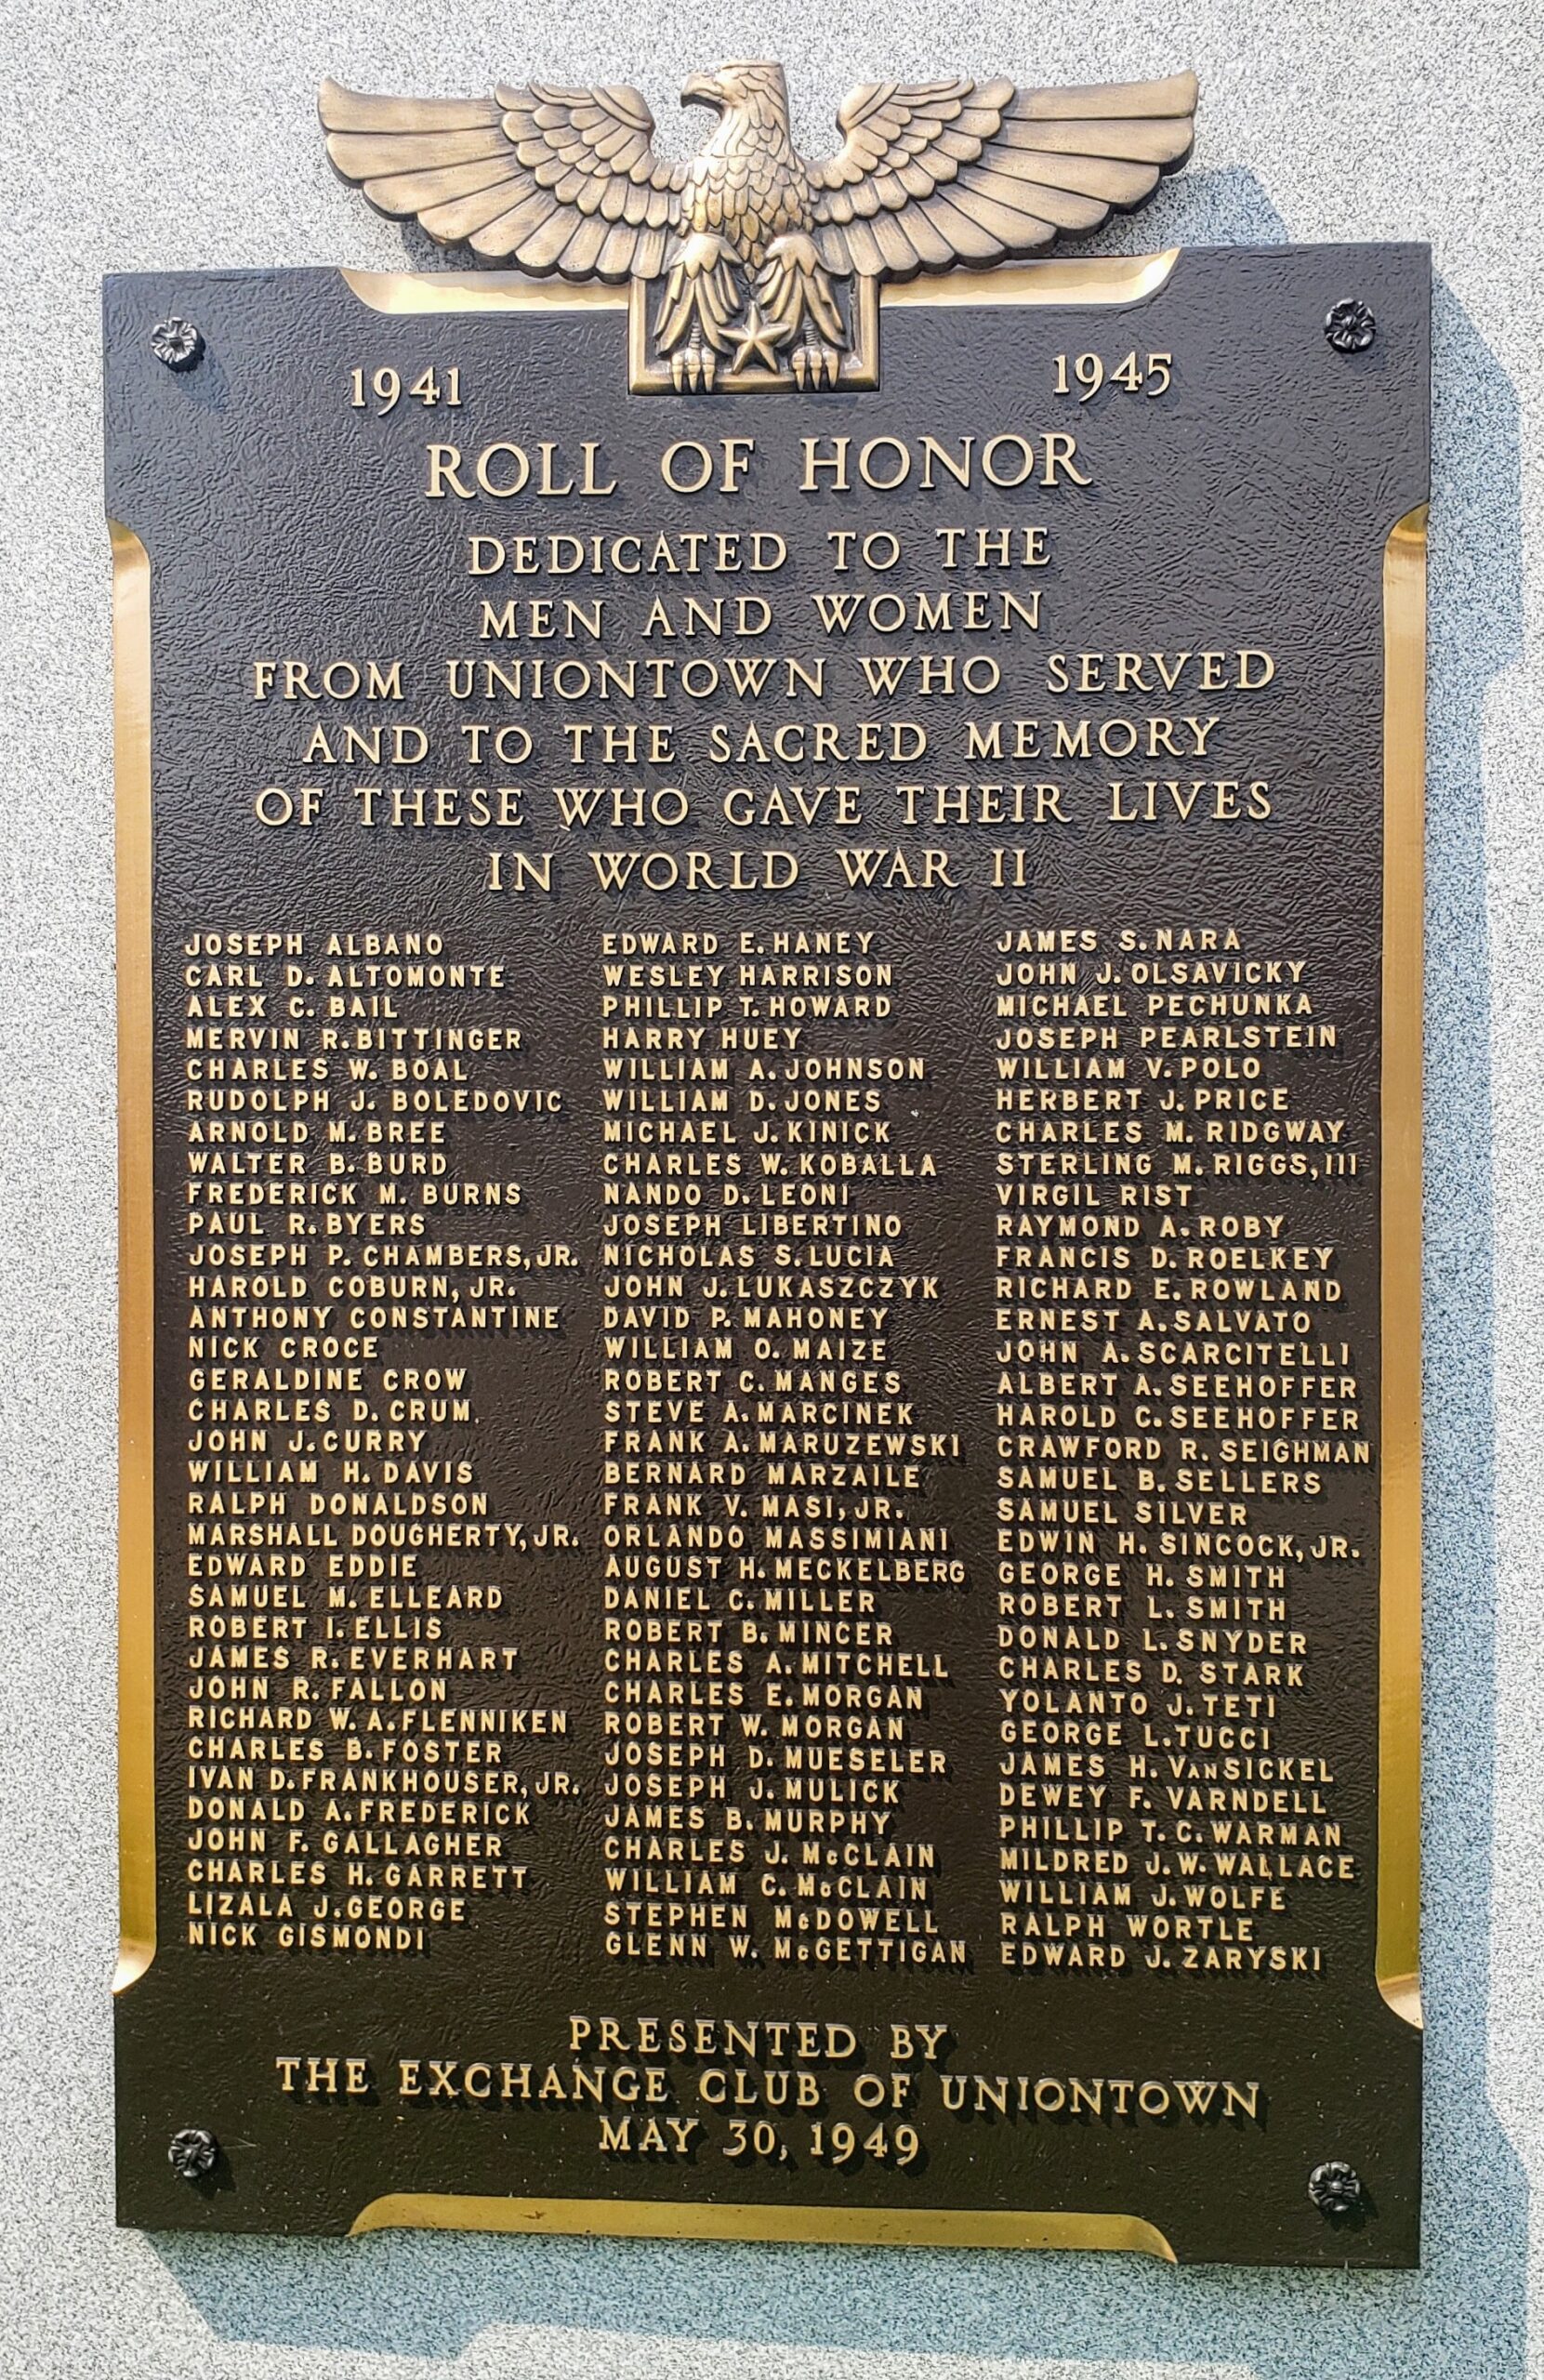 1941 1945
ROLL OF HONOR
DEDICATED TO THE
MEN AND WOMEN
FROM UNIONTOWN WHO SERVED
AND TO THE SACRED MEMORY
OF THESE WHO GAVE THEIR LIVES
IN WORLD WAR II
JOSEPH ALBANO
CARL D. ALTOMONTE
ALEX C. BAIL
MERVIN R. BITTINGER
CHARLES W. BOAL
RUDOLPH J. BOLEDOVIC
ARNOLD M. BREE
WALTER B. BURD
FREDERICK M. BURNS
PAUL R. BYERS
JOSEPH P. CHAMBERS, JR.
HAROLD COBURN, JR.
ANTHONY CONSTANTINE
NICK CROCE
GERALDINE CROW
CHARLES D. CRUM
JOHN J. CURRY
WILLIAM H. DAVIS
RALPH DONALDSON
MARSHALL DOUGHERTY, JR.
EDWARD EDDIE
SAMUEL M. ELLEARD
ROBERT I. ELLIS
JAMES R. EVERHART
JOHN R. FALLON
RICHARD W. A. FLENNIKEN
CHARLES B. FOSTER
IVAN D. FRANKHOUSER, JR.
DONALD A. FREDERICK
JOHN F. GALLAGHER
CHARLES H. GARRETT
LIZALA J. GEORGE
NICK GISMONDI
EDWARD E. HANEY
WESLEY HARRISON
PHILLIP T. HOWARD
HARRY HUEY
WILLIAM A. JOHNSON
WILLIAM D. JONES
MICHAEL J. KINICK
CHARLES W. KOBALLA
NANDO D. LEONI
JOSEPH LIBERTINO
NICHOLAS S. LUCIA
JOHN J. LUKASZCZYK
DAVID P. MAHONEY
WILLIAM O. MAIZE
ROBERT C. MANGES
STEVE A. MARCINEK
FRANK A. MARUZEWSKI
BERNARD MARZAILE
FRANK V. MASI, JR.
ORLANDO MASSIMIANI
AUGUST H. MECKELBERG
DANIEL C. MILLER
ROBERT B. MINCER
CHARLES A. MITCHELL
CHARLES E. MORGAN
ROBERT W. MORGAN
JOSEPH D. MUESELER
JOSEPH J. MULICK
JAMES B. MURPHY
CHARLES J. McCLAIN
WILLIAM C. McCLAIN
STEPHEN McDOWELL
GLENN W. McGETTIGAN
JAMES S. NARA
JOHN J. OLSAVICKY
MICHAEL PECHUNKA
JOSEPH PEARLSTEIN
WILLIAM V. POLO
HERBERT J. PRICE
CHARLES M. RIDGWAY
STERLING M. RIGGS, III
VIRGIL RIST
RAYMOND A. ROBY
FRANCIS D. ROELKEY
RICHARD E. ROWLAND
ERNEST A. SALVATO
JOHN A. SCARCITELLI
ALBERT A. SEEHOFFER
HAROLD C. SEEHOFFER
CRAWFORD R. SEIGHMAN
SAMUEL B. SELLERS
SAMUEL SILVER
EDWIN H. SINCOCK, JR.
GEORGE H. SMITH
ROBERT L. SMITH
DONALD L. SNYDER
CHARLES D. STARK
YOLANTO J. TETI
GEORGE L. TUCCI
JAMES H. VanSICKEL
DEWEY F. VARNDELL
PHILLIP T. C. WARMAN
MILDRED J. W. WALLACE
WILLIAM J. WOLFE
RALPH WORTLE
EDWARD J. ZARYSKI
PRESENTED BY
THE EXCHANGE CLUB OF UNIONTOWN
MAY 30, 1949